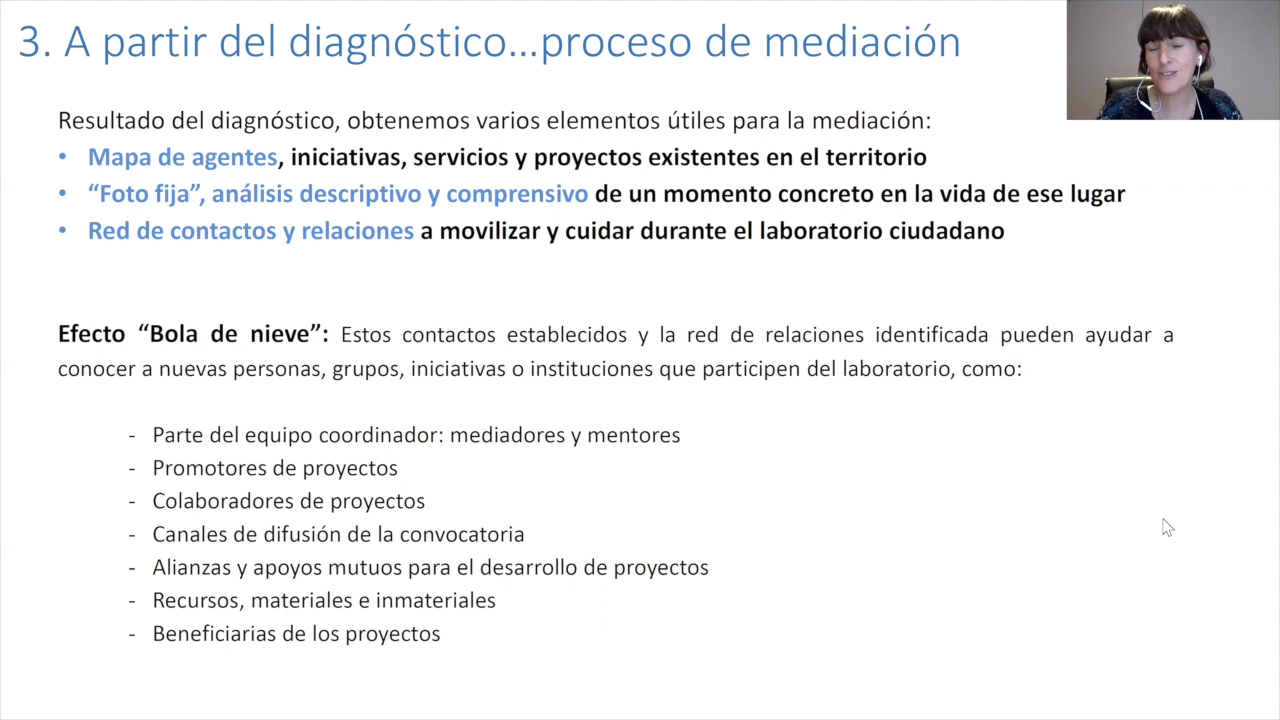 3. A partir del diagnóstico...proceso de mediación
Resultado del diagnóstico, obtenemos varios elementos útiles para la mediación:
• Mapa de agentes, iniciativas, servicios y proyectos existentes en el territorio
• “Foto fija”, análisis descriptivo y comprensivo de un momento concreto en la vida de ese lugar
• Red de contactos y relaciones a movilizar y cuidar durante el laboratorio ciudadano
Efecto “Bola de nieve”: Estos contactos establecidos y la red de relaciones identificada pueden ayudar a
conocer a nuevas personas, grupos, iniciativas o instituciones que participen del laboratorio, como:
- Parte del equipo coordinador: mediadores y mentores
- Promotores de proyectos
- Colaboradores de proyectos
- Canales de difusión de la convocatoria
- Alianzas y apoyos mutuos para el desarrollo de proyectos
- Recursos, materiales e inmateriales
- Beneficiarias de los proyectos